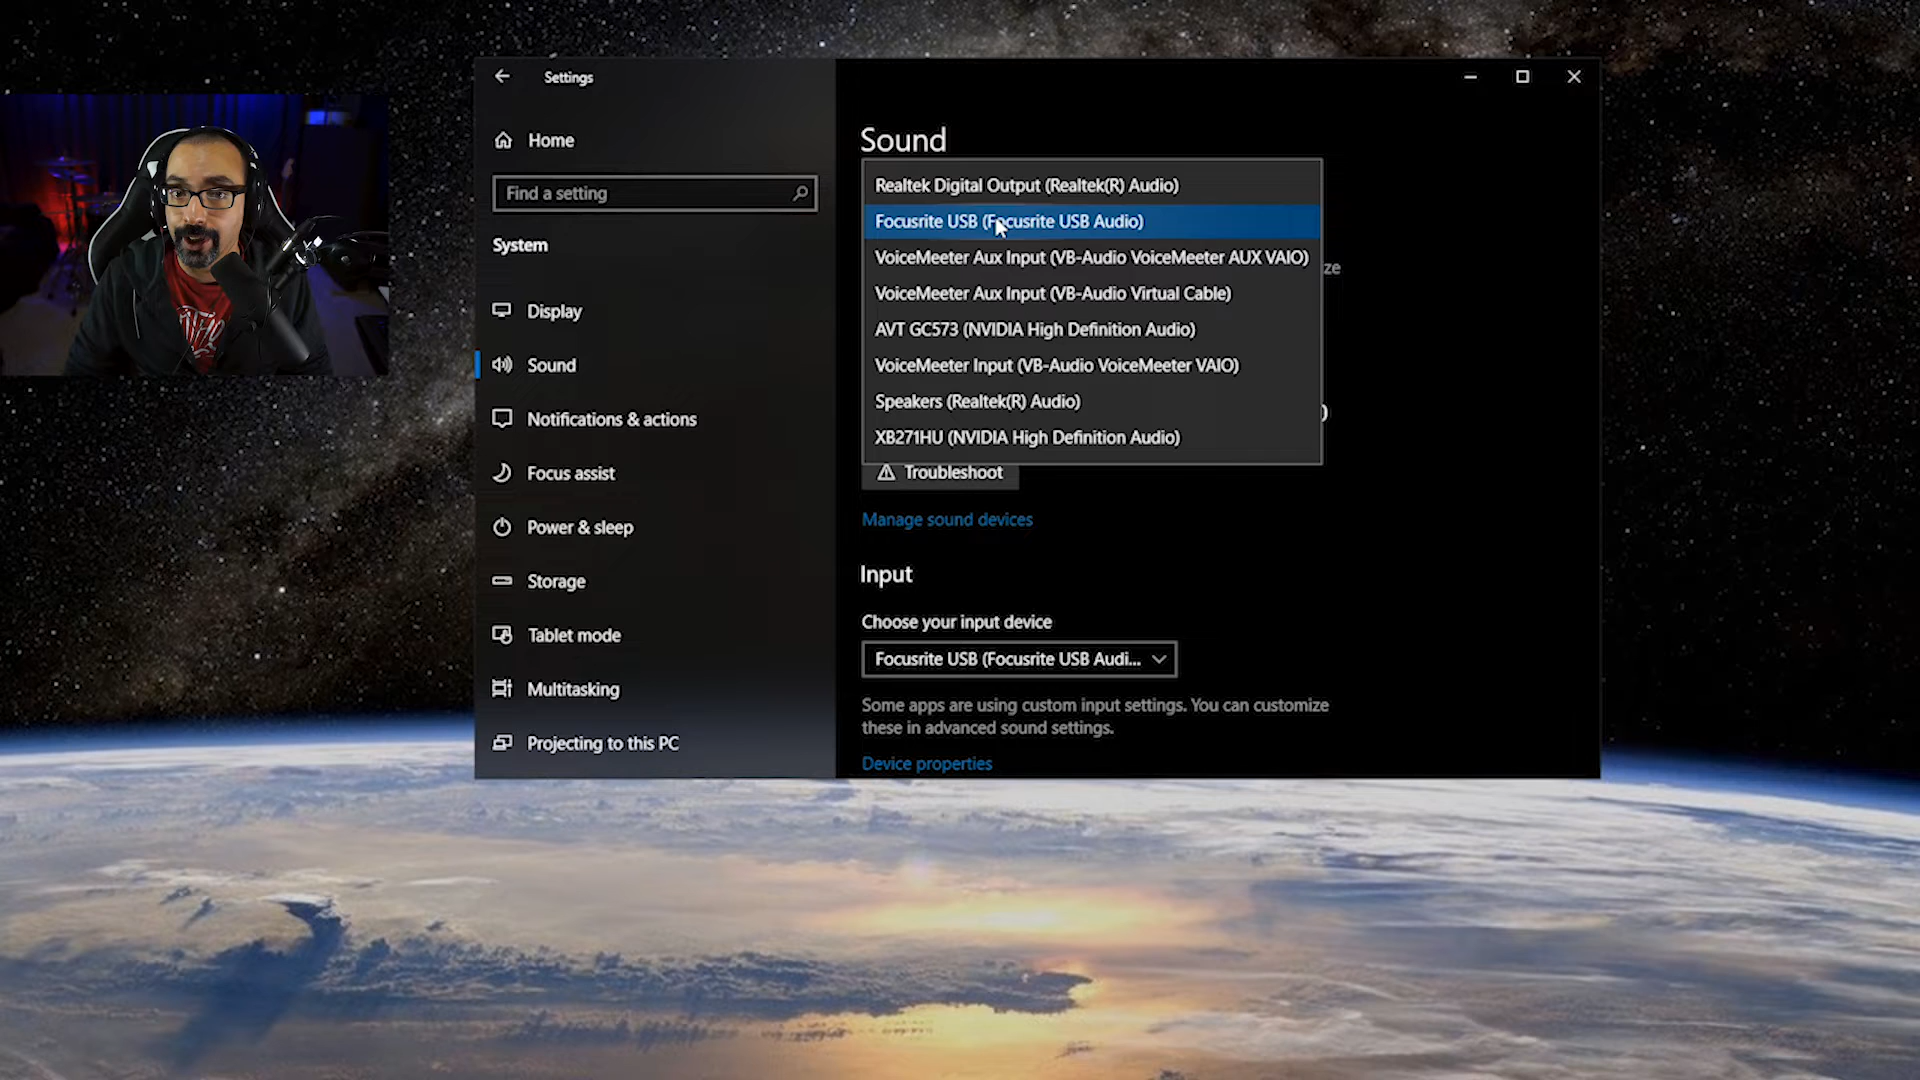 Settings
Home
Find a setting
System
Display
Sound
Notifications & actions
Focus assist
Power & sleep
Storage
Tablet mode
Multitasking
Projecting to this PC
Sound
Realtek Digital Output (Realtek(R) Audio)
Focusrite USB (Focusrite USB Audio)
VoiceMeeter Aux Input (VB-Audio VoiceMeeter AUX VAIO)
ze
VoiceMeeter Aux Input (VB-Audio Virtual Cable)
AVT GC573 (NVIDIA High Definition Audio)
VoiceMeeter Input (VB-Audio VoiceMeeter VAIO)
Speakers (Realtek(R) Audio)
XB271HU (NVIDIA High Definition Audio)
Troubleshoot
Manage sound devices
Input
Choose your input device
Focusrite USB (Focusrite USB Audi...
Some apps are using custom input settings. You can customize
these in advanced sound settings.
Device properties